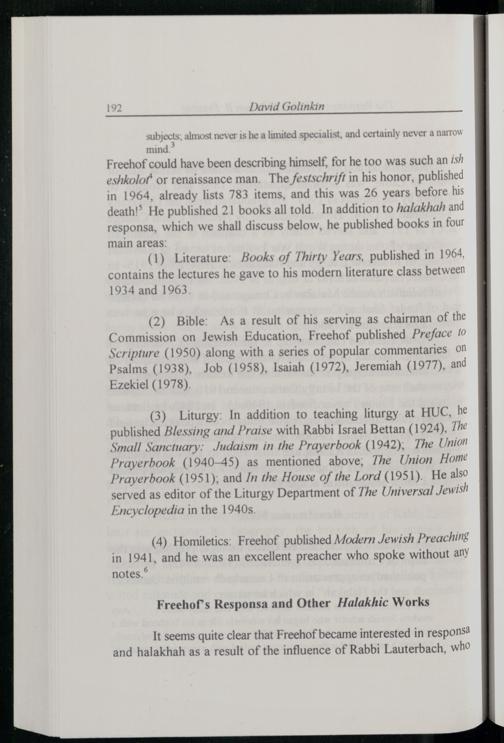 192 David Golinkin
subjects; almost never is he a limited specialist, and certainly never a narrow
mind.³
Freehof could have been describing himself, for he too was such an ish
eshkolot⁴ or renaissance man. The festschrift in his honor, published
in 1964, already lists 783 items, and this was 26 years before his
death!⁵ He published 21 books all told. In addition to halakhah and
responsa, which we shall discuss below, he published books in four
main areas:
(1) Literature: Books of Thirty Years, published in 1964,
contains the lectures he gave to his modern literature class between
1934 and 1963.
(2) Bible: As a result of his serving as chairman of the
Commission on Jewish Education, Freehof published Preface to
Scripture (1950) along with a series of popular commentaries on
Psalms (1938), Job (1958), Isaiah (1972), Jeremiah (1977), and
Ezekiel (1978).
(3) Liturgy: In addition to teaching liturgy at HUC, he
published Blessing and Praise with Rabbi Israel Bettan (1924), The
Small Sanctuary: Judaism in the Prayerbook (1942); The Union
Prayerbook (1940–45) as mentioned above; The Union Home
Prayerbook (1951); and In the House of the Lord (1951). He also
served as editor of the Liturgy Department of The Universal Jewish
Encyclopedia in the 1940s.
(4) Homiletics: Freehof published Modern Jewish Preaching
in 1941, and he was an excellent preacher who spoke without any
notes.⁶
Freehof's Responsa and Other Halakhic Works
It seems quite clear that Freehof became interested in responsa
and halakhah as a result of the influence of Rabbi Lauterbach, who